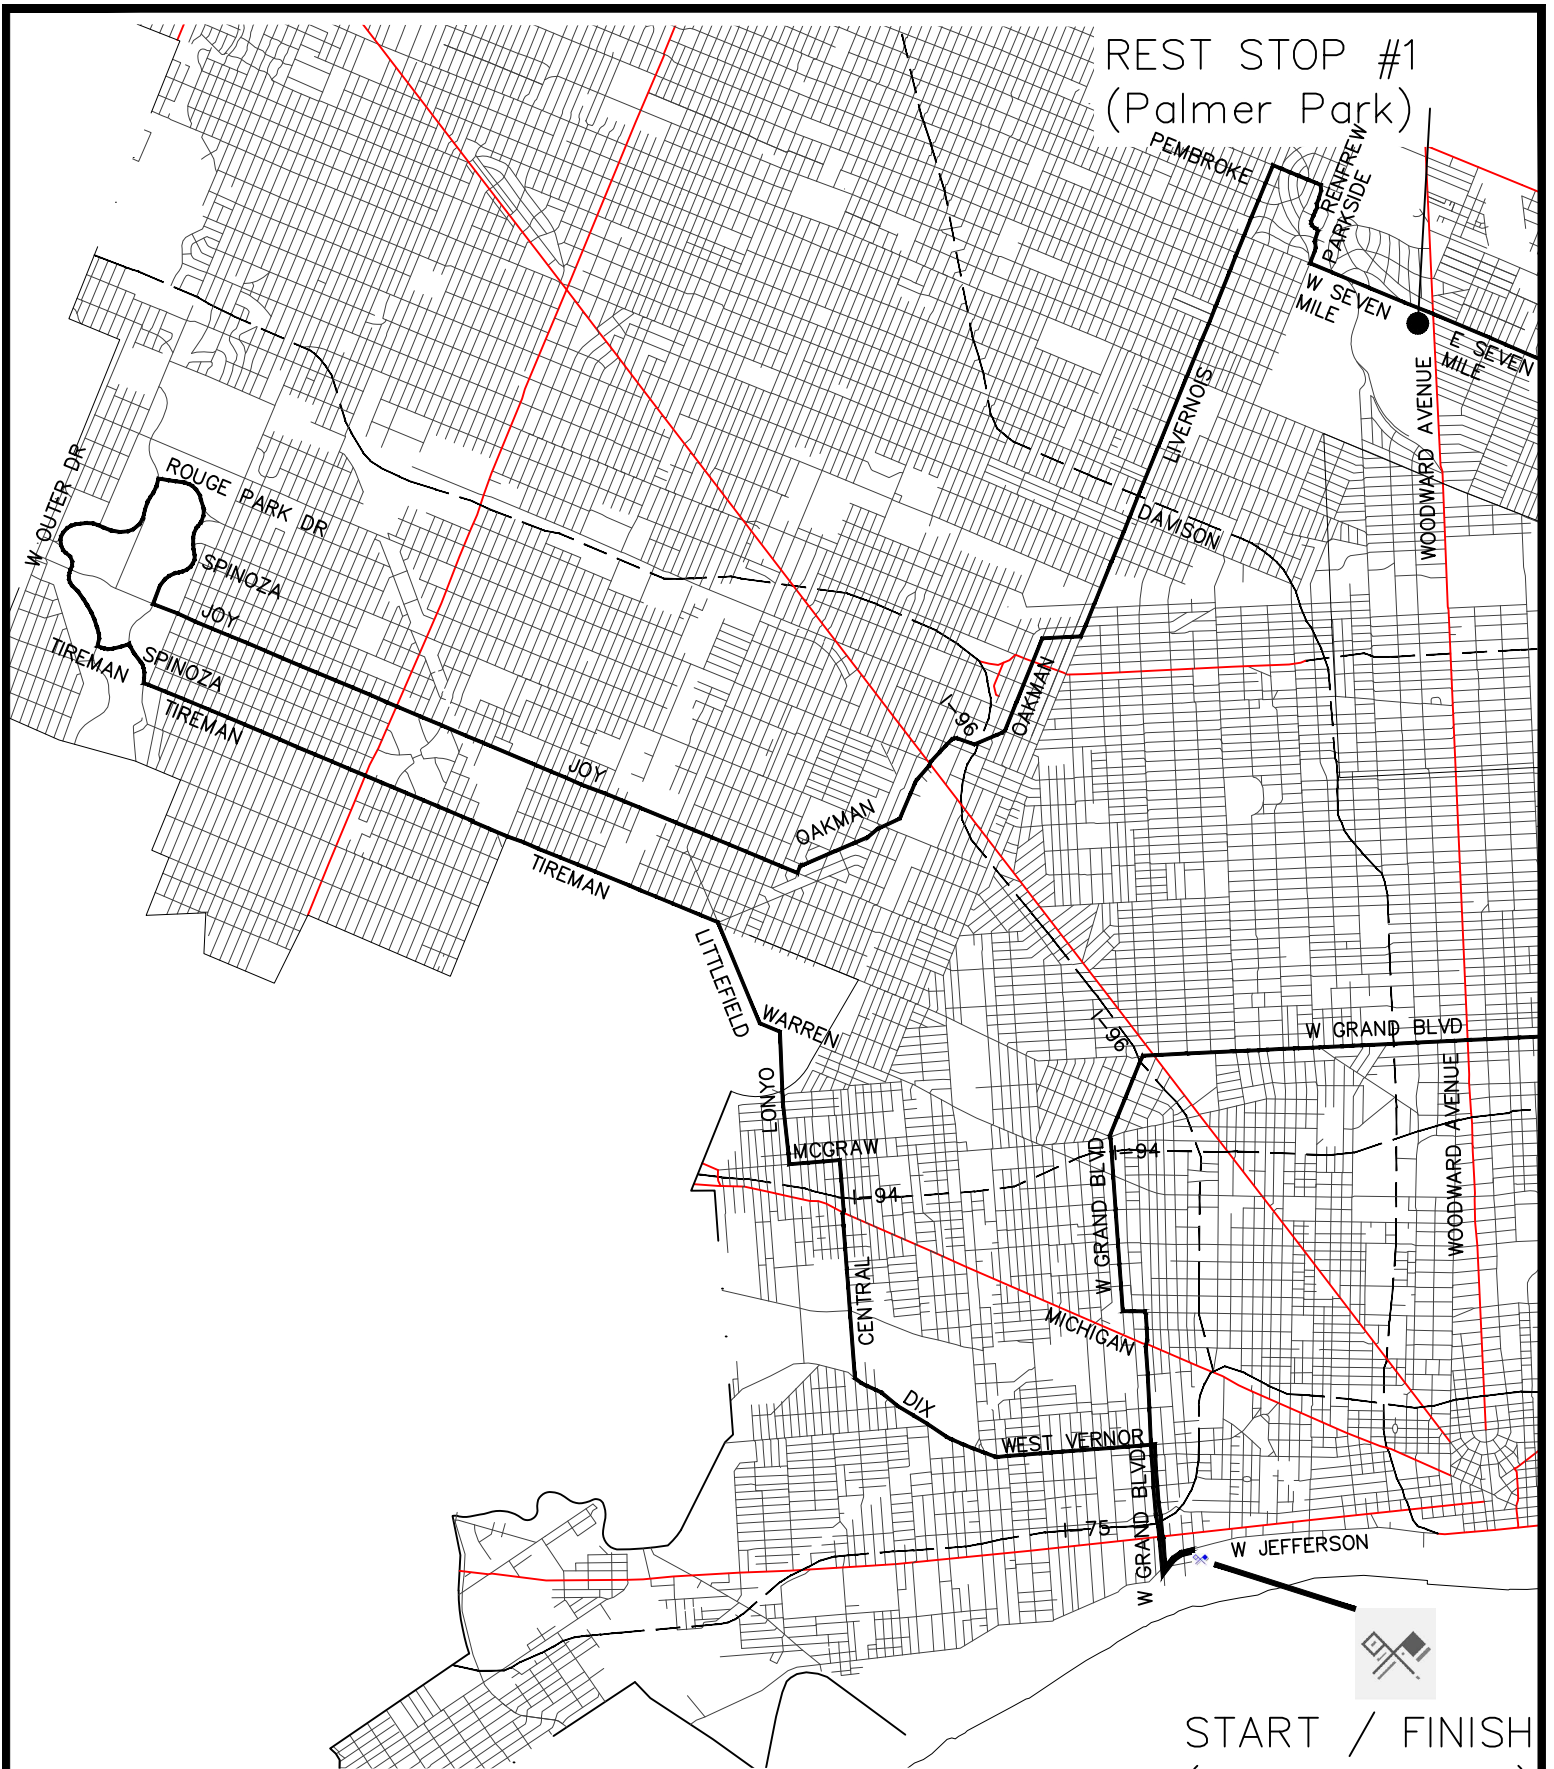 REST STOP #1
(Palmer Park)
PEMBROKE
RENFREW
PARKSIDE
W SEVEN
MILE
E SEVEN
MILE
LIVERNOIS
WOODWARD AVENUE
DAVISON
W OUTER DR
ROUGE PARK DR
SPINOZA
JOY
TIREMAN
SPINOZA
TIREMAN
I-96
OAKMAN
JOY
OAKMAN
TIREMAN
LITTLEFIELD
WARREN
I-96
W GRAND BLVD
LONYO
WOODWARD AVENUE
MCGRAW
I-94
I-94
W GRAND BLVD
CENTRAL
MICHIGAN
DIX
WEST VERNOR
W GRAND BLVD
I-75
W JEFFERSON
START / FINISH